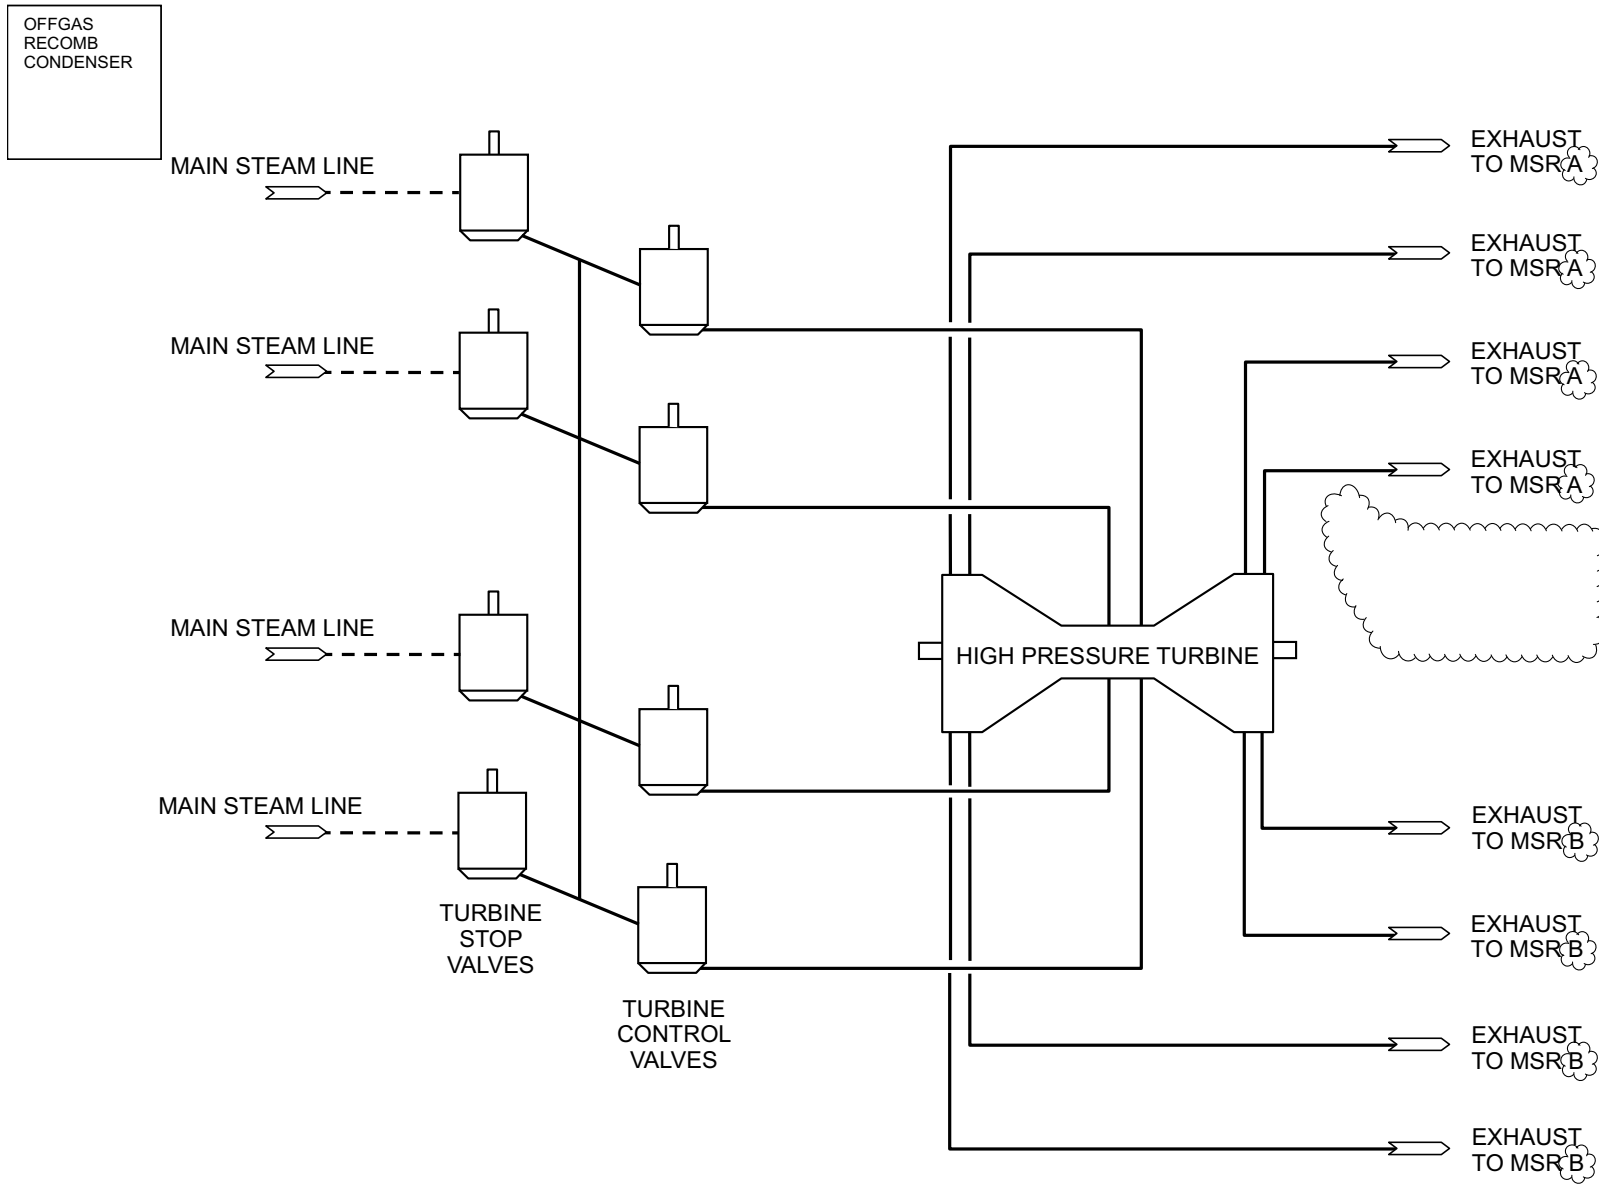 OFFGAS
RECOMB
CONDENSER
MAIN STEAM LINE
MAIN STEAM LINE
MAIN STEAM LINE
MAIN STEAM LINE
TURBINE
STOP
VALVES
TURBINE
CONTROL
VALVES
HIGH PRESSURE TURBINE
EXHAUST
TO MSR A
EXHAUST
TO MSR A
EXHAUST
TO MSR A
EXHAUST
TO MSR A
EXHAUST
TO MSR B
EXHAUST
TO MSR B
EXHAUST
TO MSR B
EXHAUST
TO MSR B